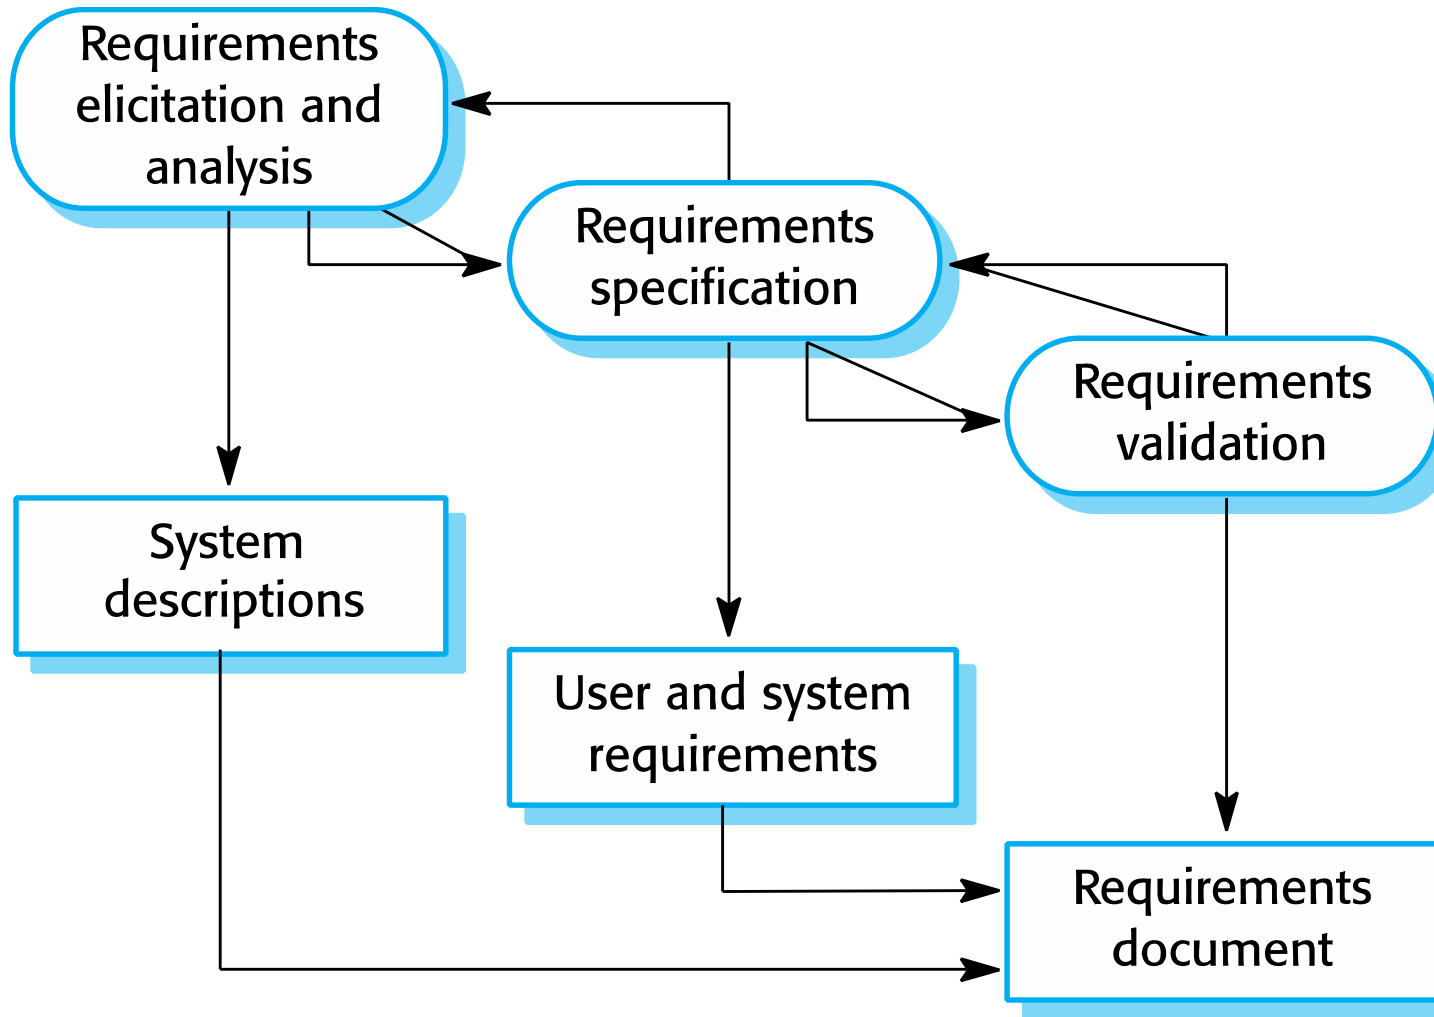 Requirements
elicitation and
analysis
Requirements
specification
Requirements
validation
System
descriptions
User and system
requirements
Requirements
document